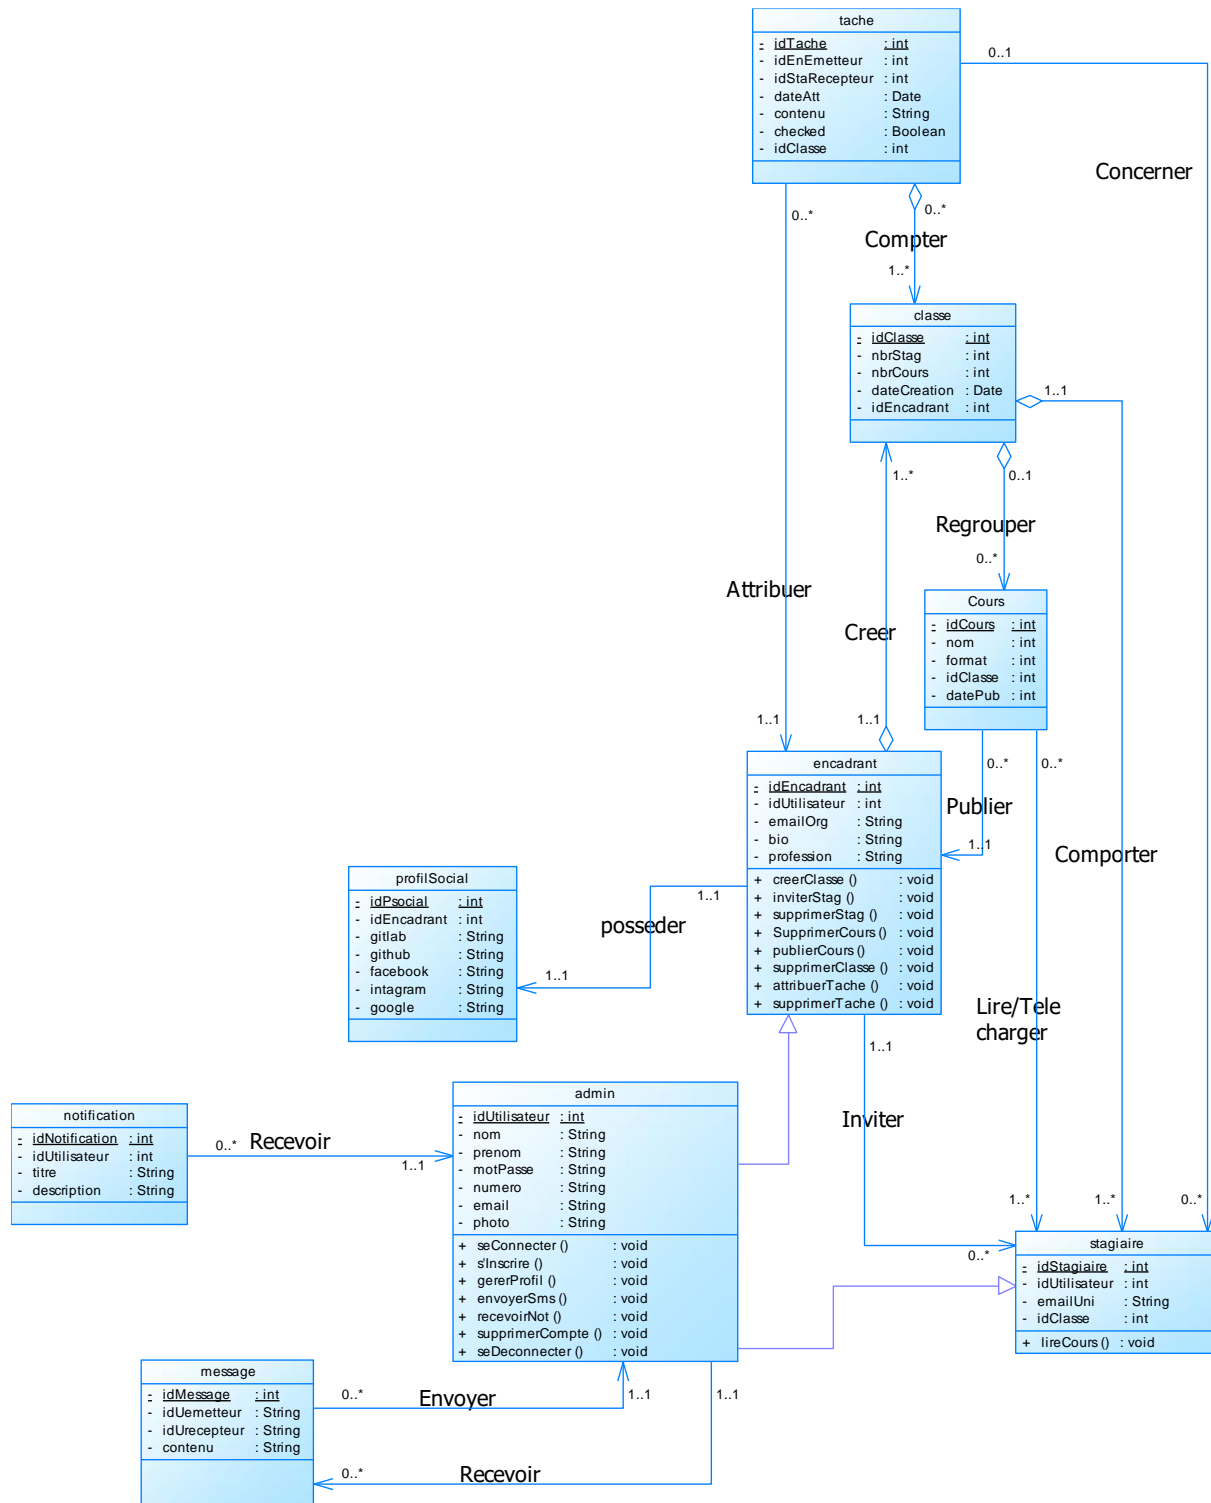 tache
- idTache : int
- idEnEmetteur : int
- idStaRecepteur : int
- dateAtt : Date
- contenu : String
- checked : Boolean
- idClasse : int
0..1
Concerner
0..*
0..*
Compter
1..*
classe
- idClasse : int
- nbrStag : int
- nbrCours : int
- dateCreation : Date
- idEncadrant : int
1..1
1..*
0..1
Regrouper
0..*
Attribuer
Creer
Cours
- idCours : int
- nom : int
- format : int
- idClasse : int
- datePub : int
1..1
1..1
0..*
0..*
encadrant
- idEncadrant : int
- idUtilisateur : int
- emailOrg : String
- bio : String
- profession : String
+ creerClasse () : void
+ inviterStag () : void
+ supprimerStag () : void
+ SupprimerCours () : void
+ publierCours () : void
+ supprimerClasse () : void
+ attribuerTache () : void
+ supprimerTache () : void
Publier
1..1
Comporter
profilSocial
- idPsocial : int
- idEncadrant : int
- gitlab : String
- github : String
- facebook : String
- intagram : String
- google : String
1..1
posseder
1..1
Lire/Tele
charger
1..1
Inviter
notification
- idNotification : int
- idUtilisateur : int
- titre : String
- description : String
0..*
Recevoir
1..1
admin
- idUtilisateur : int
- nom : String
- prenom : String
- motPasse : String
- numero : String
- email : String
- photo : String
+ seConnecter () : void
+ s'Inscrire () : void
+ gererProfil () : void
+ envoyerSms () : void
+ recevoirNot () : void
+ supprimerCompte () : void
+ seDeconnecter () : void
1..*
1..*
0..*
0..*
stagiaire
- idStagiaire : int
- idUtilisateur : int
- emailUni : String
- idClasse : int
+ lireCours () : void
message
- idMessage : int
- idUemetteur : String
- idUrecepteur : String
- contenu : String
0..*
Envoyer
1..1
1..1
0..*
Recevoir